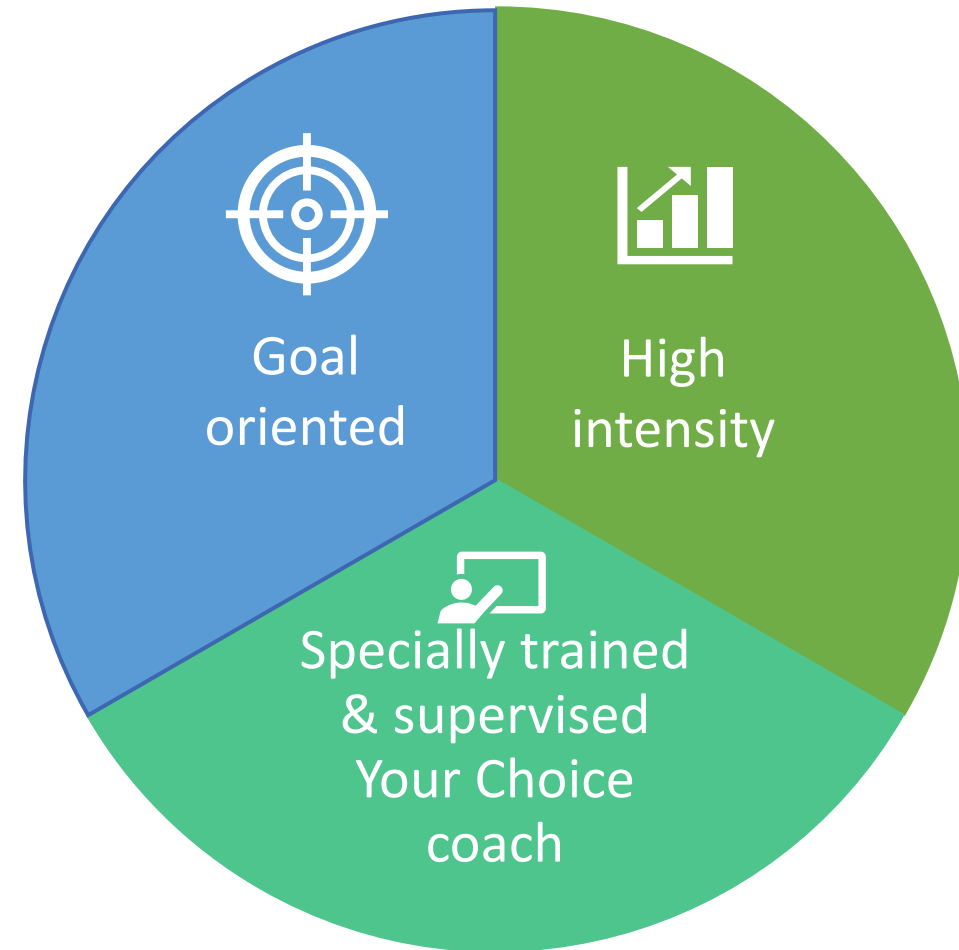 Goal
oriented
High
intensity
Specially trained
& supervised
Your Choice
coach